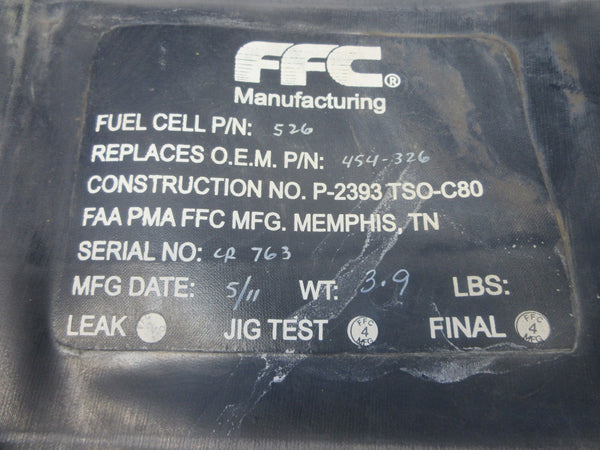 FFC®
Manufacturing
FUEL CELL P/N: 526
REPLACES O.E.M. P/N: 454-326
CONSTRUCTION NO. P-2393 TSO-C80
FAA PMA FFC MFG. MEMPHIS, TN
SERIAL NO: CR 763
MFG DATE: 5/11 WT: 3.9 LBS:
LEAK JIG TEST FFC 4 MFG FINAL FFC 4 MFG